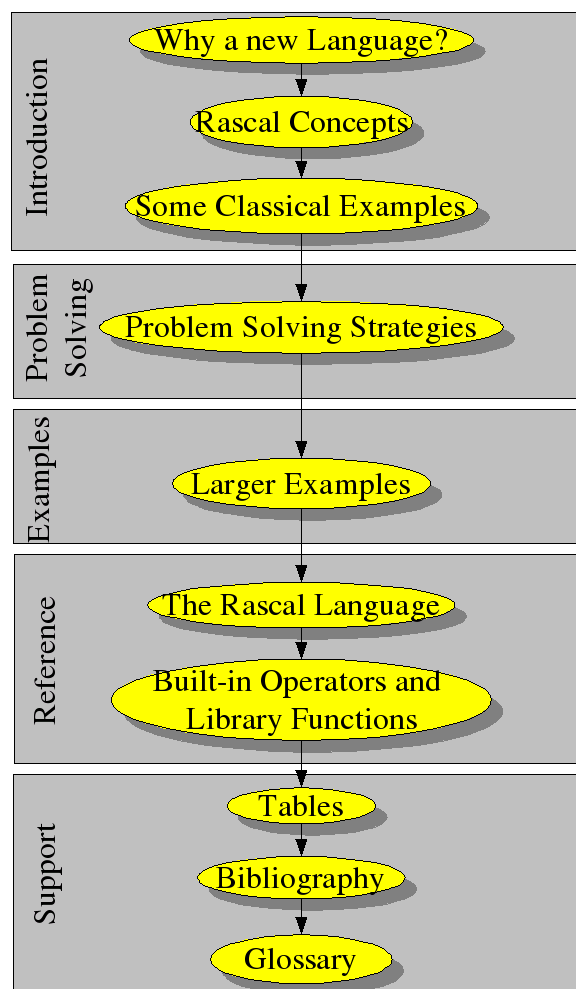 Introduction
Why a new Language?
Rascal Concepts
Some Classical Examples
Problem
Solving
Problem Solving Strategies
Examples
Larger Examples
Reference
The Rascal Language
Built-in Operators and
Library Functions
Support
Tables
Bibliography
Glossary